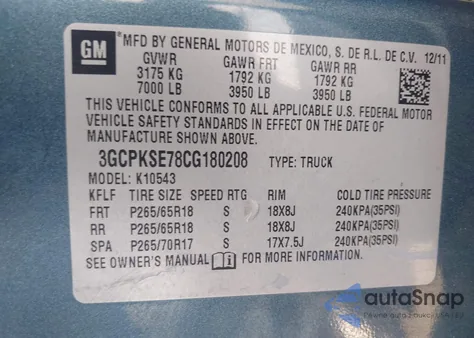 GM
MFD BY GENERAL MOTORS DE MEXICO, S. DE R.L. DE C.V. 12/11
GVWR GAWR FRT GAWR RR
3175 KG 1792 KG 1792 KG
7000 LB 3950 LB 3950 LB
THIS VEHICLE CONFORMS TO ALL APPLICABLE U.S. FEDERAL MOTOR
VEHICLE SAFETY STANDARDS IN EFFECT ON THE DATE OF
MANUFACTURE SHOWN ABOVE.
3GCPKSE78CG180208 TYPE: TRUCK
MODEL: K10543
KFLF TIRE SIZE SPEED RTG RIM COLD TIRE PRESSURE
FRT P265/65R18 S 18X8J 240KPA(35PSI)
RR P265/65R18 S 18X8J 240KPA(35PSI)
SPA P265/70R17 S 17X7.5J 240KPA(35PSI)
SEE OWNER'S MANUAL FOR MORE INFORMATION.
autoSnap